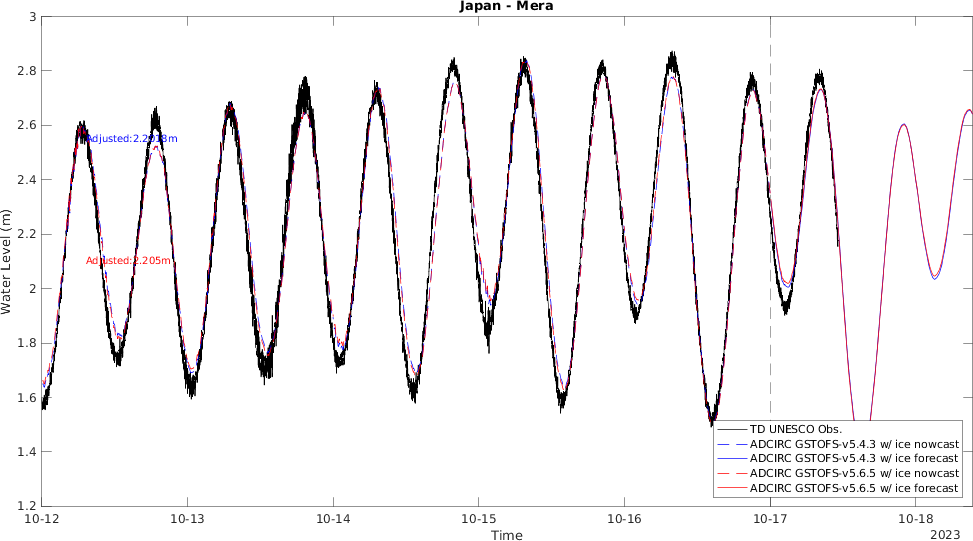 Japan - Mera
3
2.8
2.6
2.4
2.2
2
1.8
1.6
1.4
1.2
Water Level (m)
Adjusted:2.2018m
Adjusted:2.205m
TD UNESCO Obs.
ADCIRC GSTOFS-v5.4.3 w/ ice nowcast
ADCIRC GSTOFS-v5.4.3 w/ ice forecast
ADCIRC GSTOFS-v5.6.5 w/ ice nowcast
ADCIRC GSTOFS-v5.6.5 w/ ice forecast
10-12 10-13 10-14 10-15 10-16 10-17 10-18
Time
2023